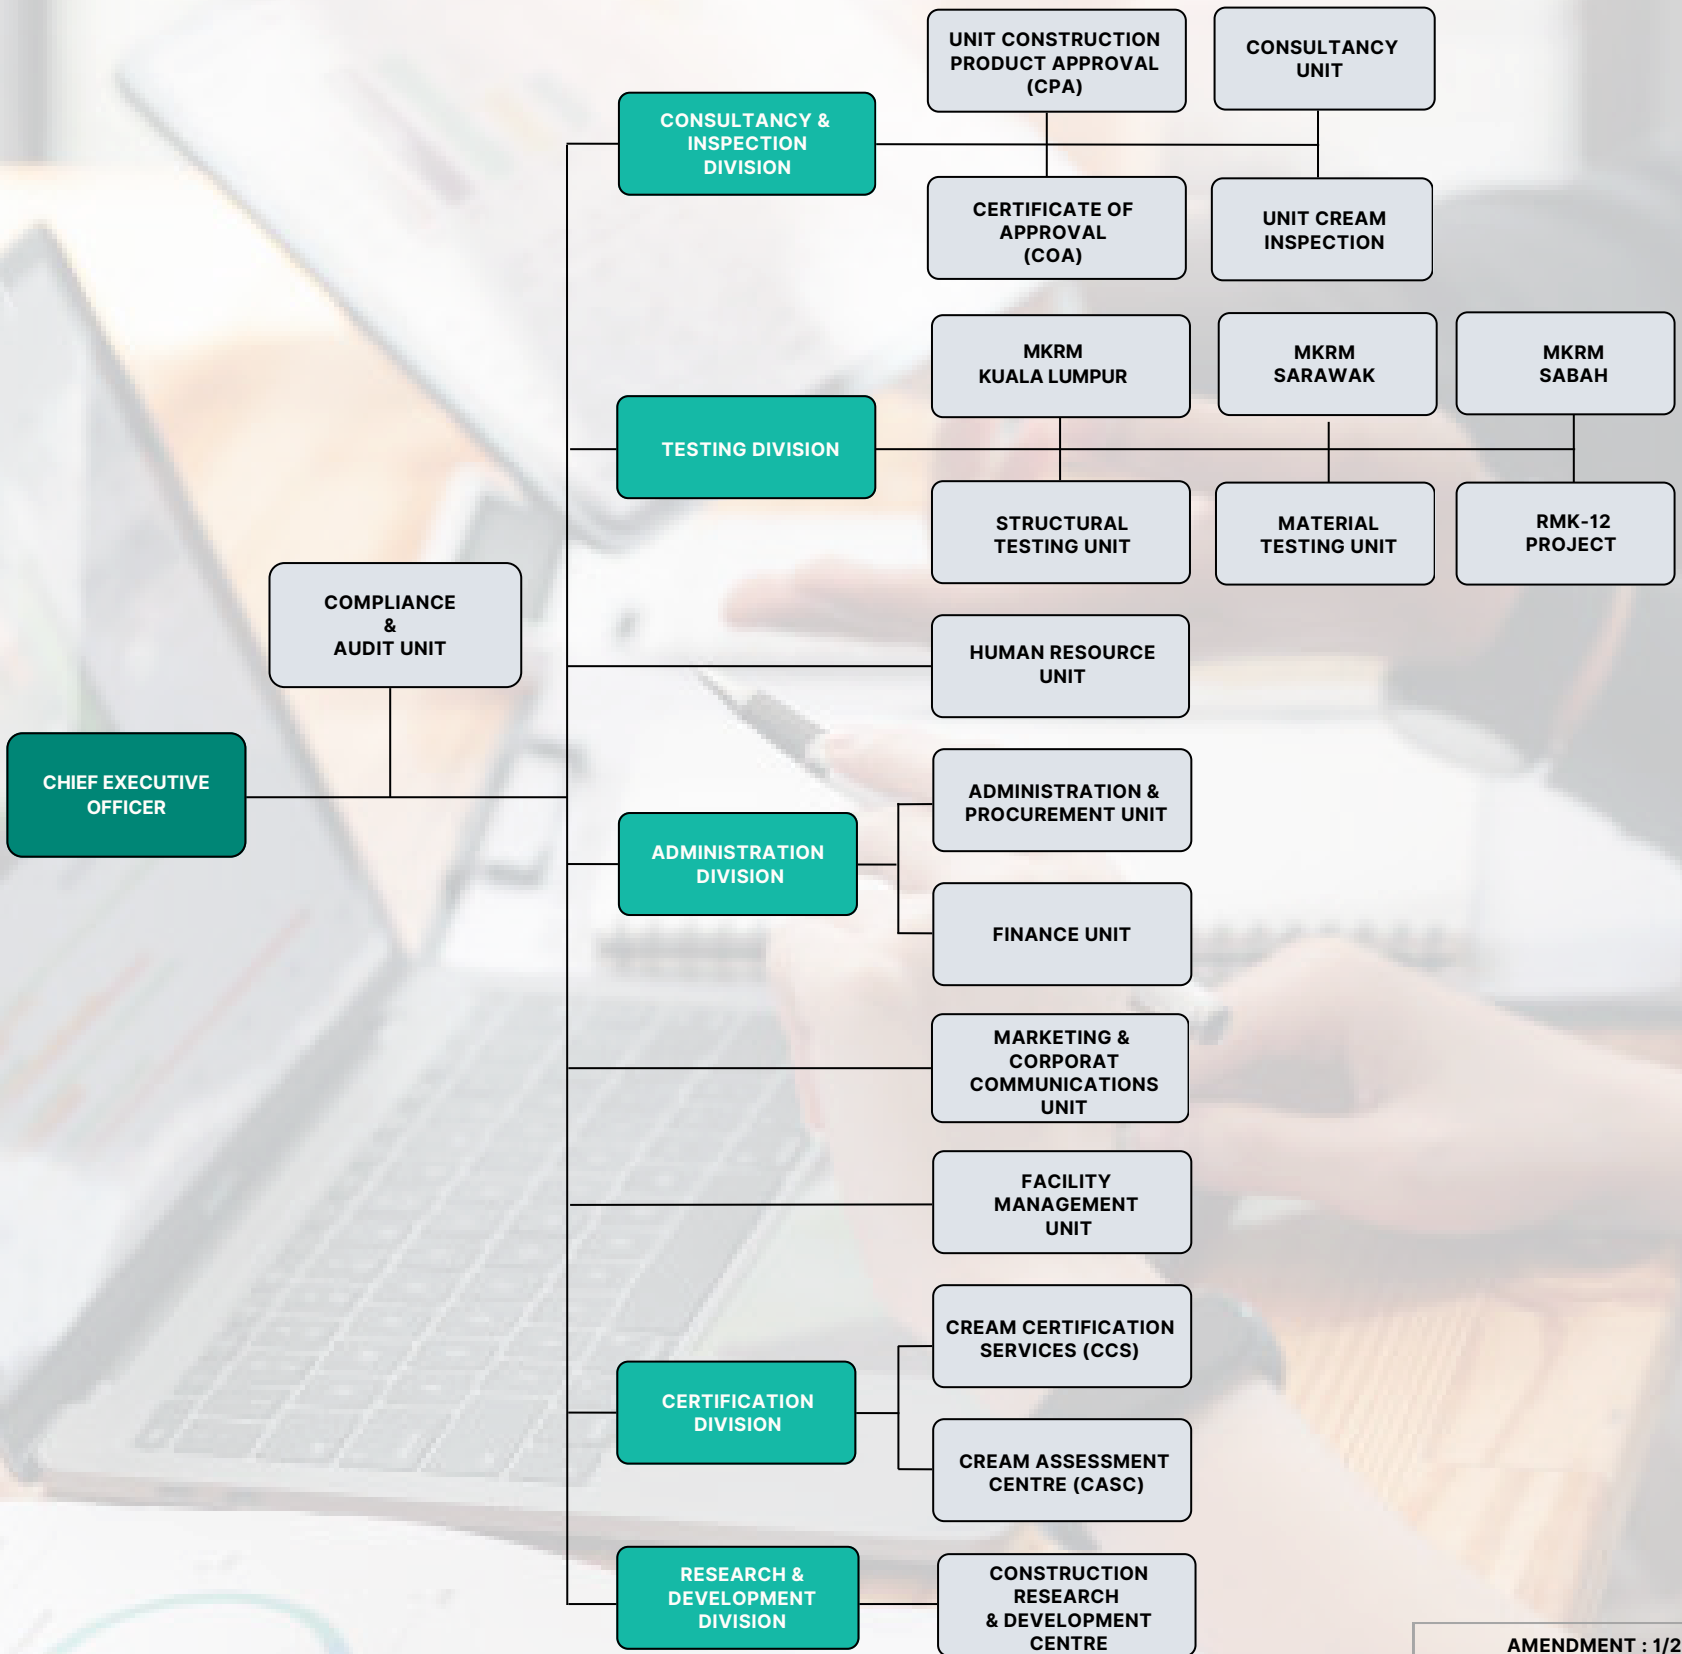 UNIT CONSTRUCTION
PRODUCT APPROVAL
(CPA)
CONSULTANCY
UNIT
CONSULTANCY &
INSPECTION
DIVISION
CERTIFICATE OF
APPROVAL
(COA)
UNIT CREAM
INSPECTION
MKRM
KUALA LUMPUR
MKRM
SARAWAK
MKRM
SABAH
TESTING DIVISION
STRUCTURAL
TESTING UNIT
MATERIAL
TESTING UNIT
RMK-12
PROJECT
COMPLIANCE
&
AUDIT UNIT
HUMAN RESOURCE
UNIT
CHIEF EXECUTIVE
OFFICER
ADMINISTRATION &
PROCUREMENT UNIT
ADMINISTRATION
DIVISION
FINANCE UNIT
MARKETING &
CORPORAT
COMMUNICATIONS
UNIT
FACILITY
MANAGEMENT
UNIT
CREAM CERTIFICATION
SERVICES (CCS)
CERTIFICATION
DIVISION
CREAM ASSESSMENT
CENTRE (CASC)
RESEARCH &
DEVELOPMENT
DIVISION
CONSTRUCTION
RESEARCH
& DEVELOPMENT
CENTRE
AMENDMENT : 1/2